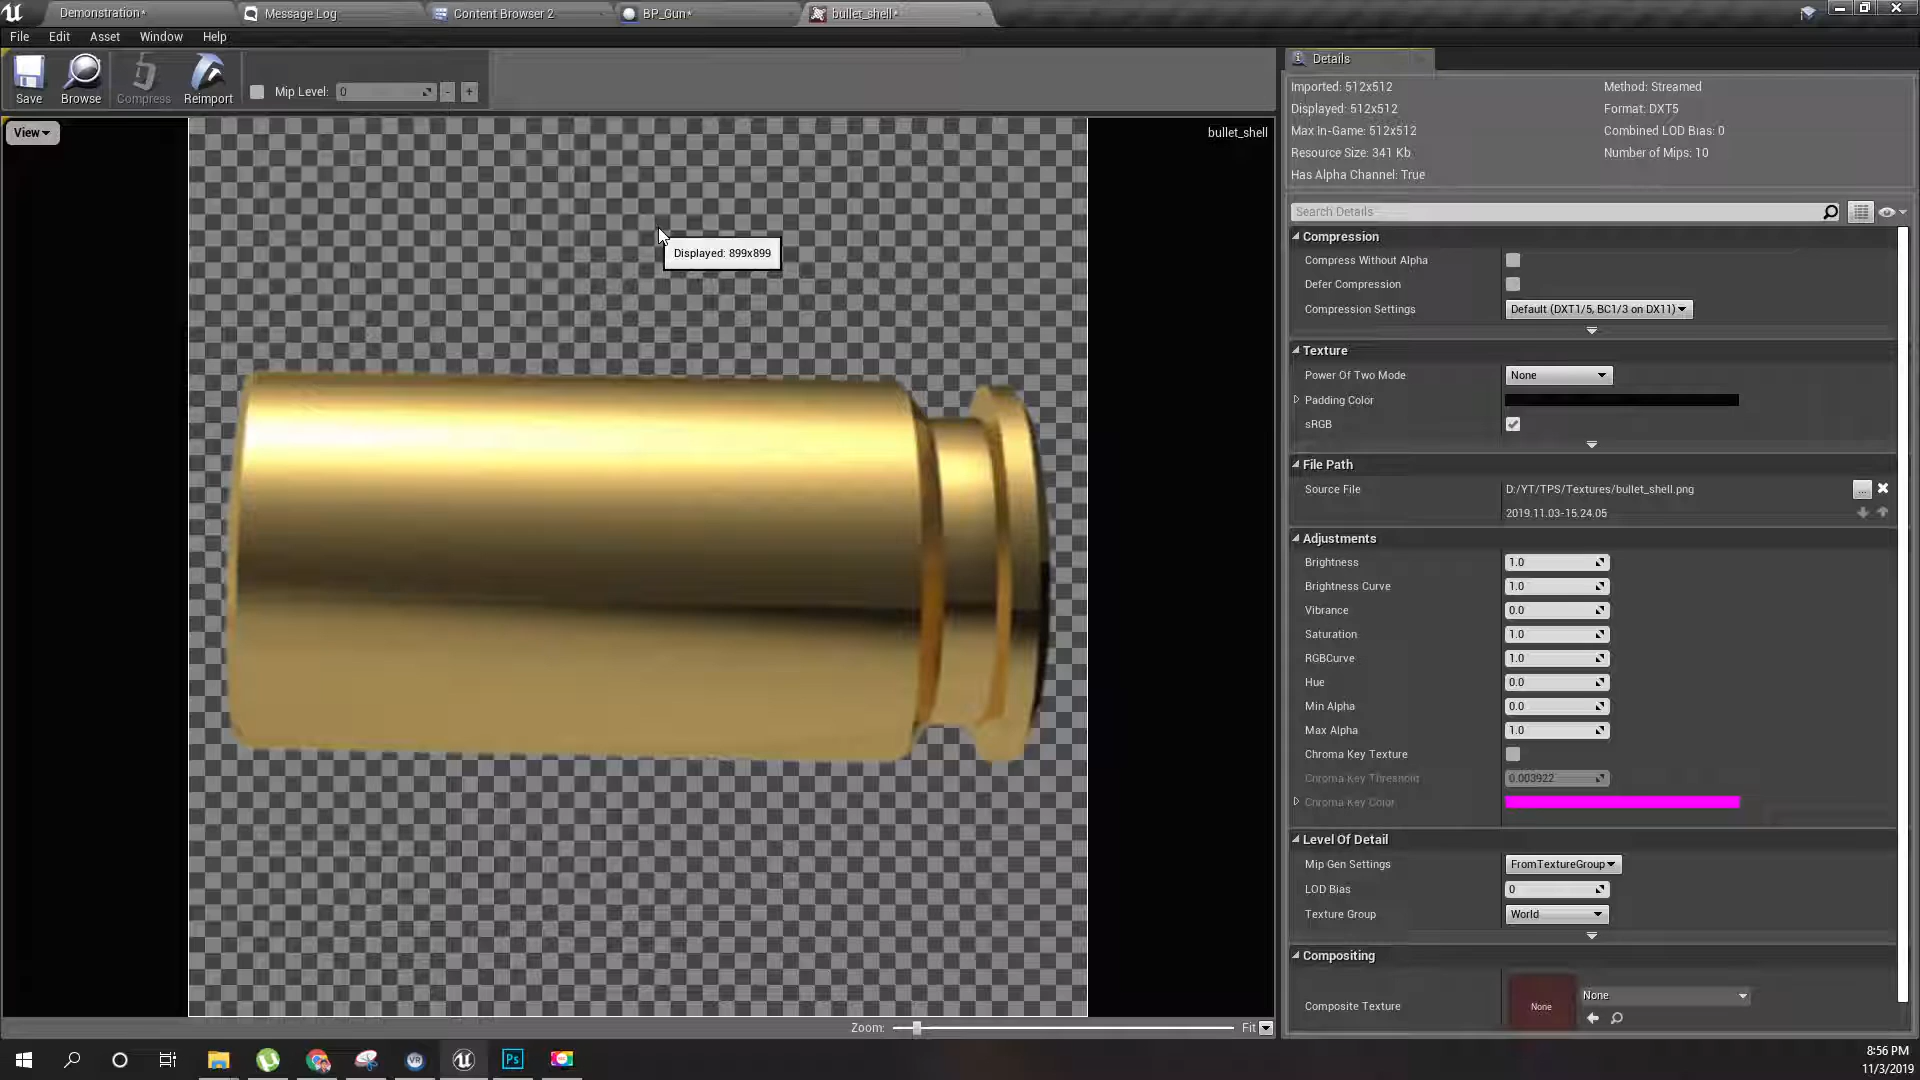 Demonstration*
Message Log
Content Browser 2
BP_Gun*
bullet_shell*
File Edit Asset Window Help
Save
Browse
Compress
Reimport
Mip Level: 0 - +
View
bullet_shell
Displayed: 899x899
Zoom: Fit
Details
Imported: 512x512
Method: Streamed
Displayed: 512x512
Format: DXT5
Max In-Game: 512x512
Combined LOD Bias: 0
Resource Size: 341 Kb
Number of Mips: 10
Has Alpha Channel: True
Search Details
Compression
Compress Without Alpha
Defer Compression
Compression Settings Default (DXT1/5, BC1/3 on DX11)
Texture
Power Of Two Mode None
Padding Color
sRGB
File Path
Source File D:/YT/TPS/Textures/bullet_shell.png ...
2019.11.03-15.24.05
Adjustments
Brightness 1.0
Brightness Curve 1.0
Vibrance 0.0
Saturation 1.0
RGBCurve 1.0
Hue 0.0
Min Alpha 0.0
Max Alpha 1.0
Chroma Key Texture
Chroma Key Threshold 0.003922
Chroma Key Color
Level Of Detail
Mip Gen Settings FromTextureGroup
LOD Bias 0
Texture Group World
Compositing
Composite Texture None None
VR
Ps
8:56 PM
11/3/2019